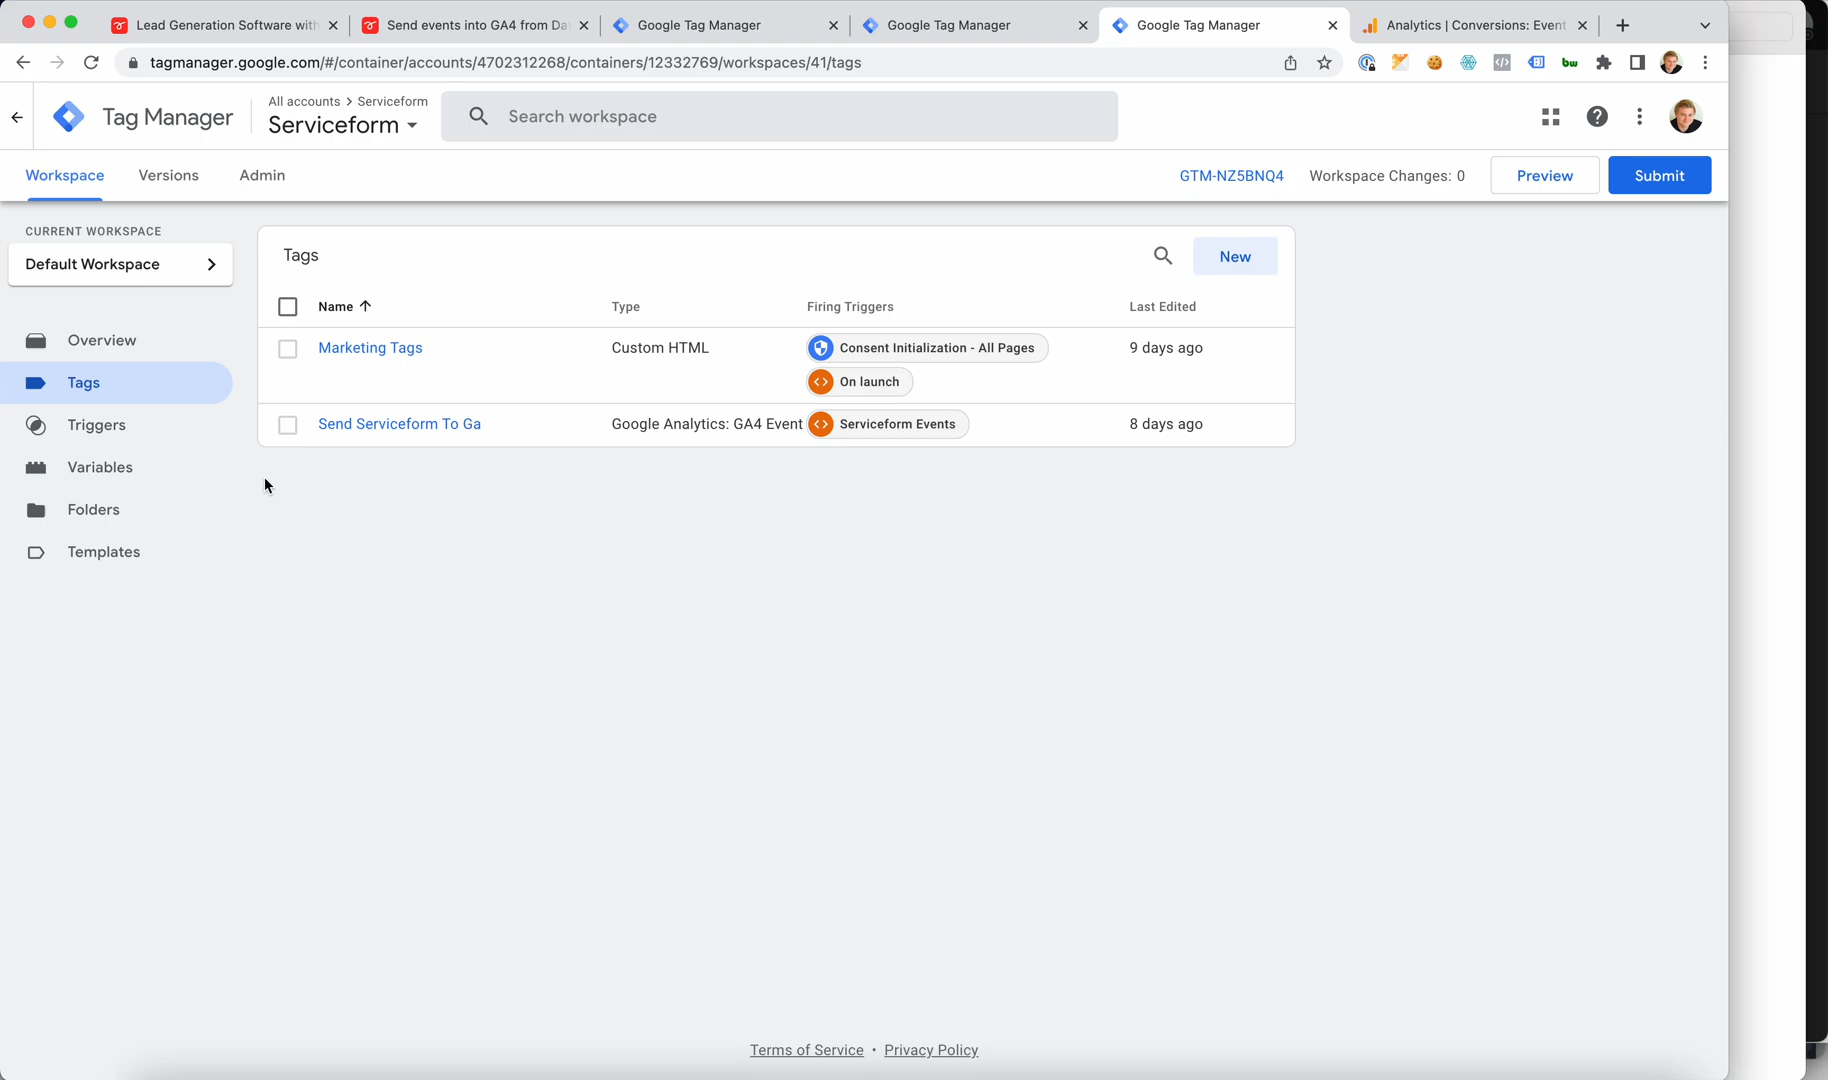 Lead Generation Software with
Send events into GA4 from Da
Google Tag Manager
Google Tag Manager
Google Tag Manager
Analytics | Conversions: Event
tagmanager.google.com/#/container/accounts/4702312268/containers/12332769/workspaces/41/tags
bw
Tag Manager
All accounts > Serviceform
Serviceform
Search workspace
Workspace
Versions
Admin
GTM-NZ5BNQ4
Workspace Changes: 0
Preview
Submit
CURRENT WORKSPACE
Default Workspace
Overview
Tags
Triggers
Variables
Folders
Templates
Tags
New
Name
Type
Firing Triggers
Last Edited
Marketing Tags
Custom HTML
Consent Initialization - All Pages
On launch
9 days ago
Send Serviceform To Ga
Google Analytics: GA4 Event
Serviceform Events
8 days ago
Terms of Service • Privacy Policy